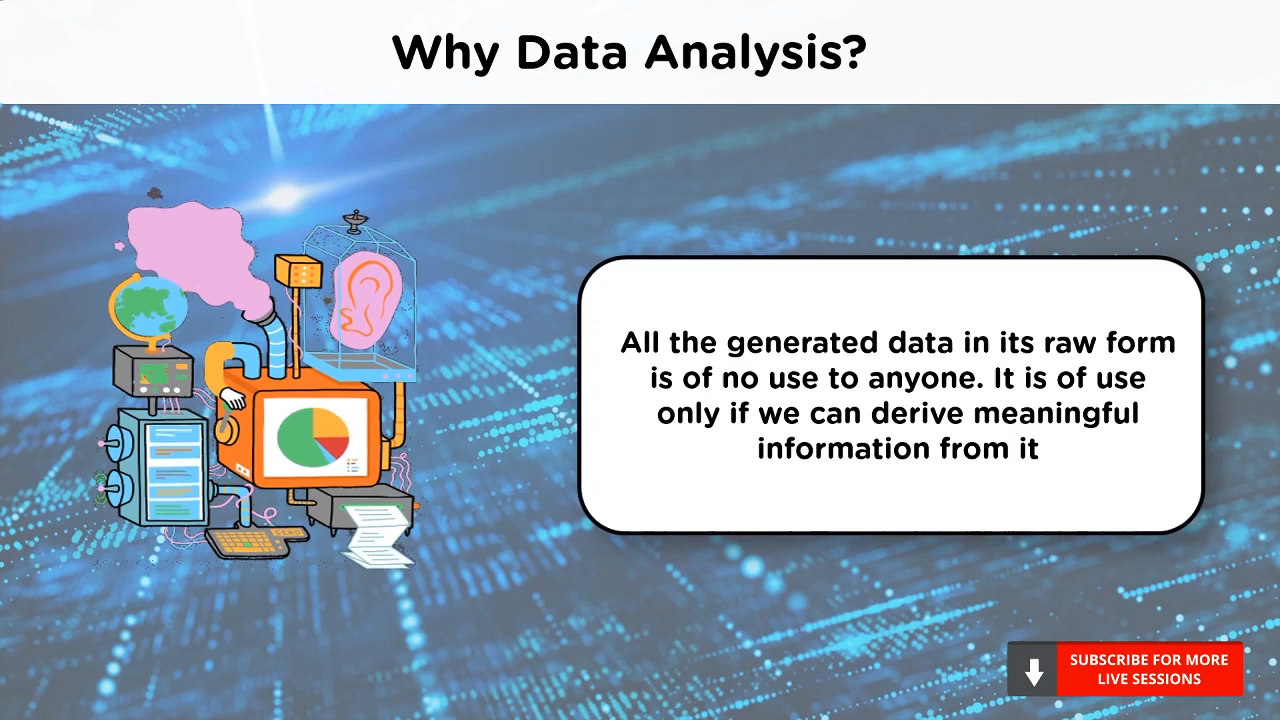 Why Data Analysis?
All the generated data in its raw form
is of no use to anyone. It is of use
only if we can derive meaningful
information from it
SUBSCRIBE FOR MORE
LIVE SESSIONS